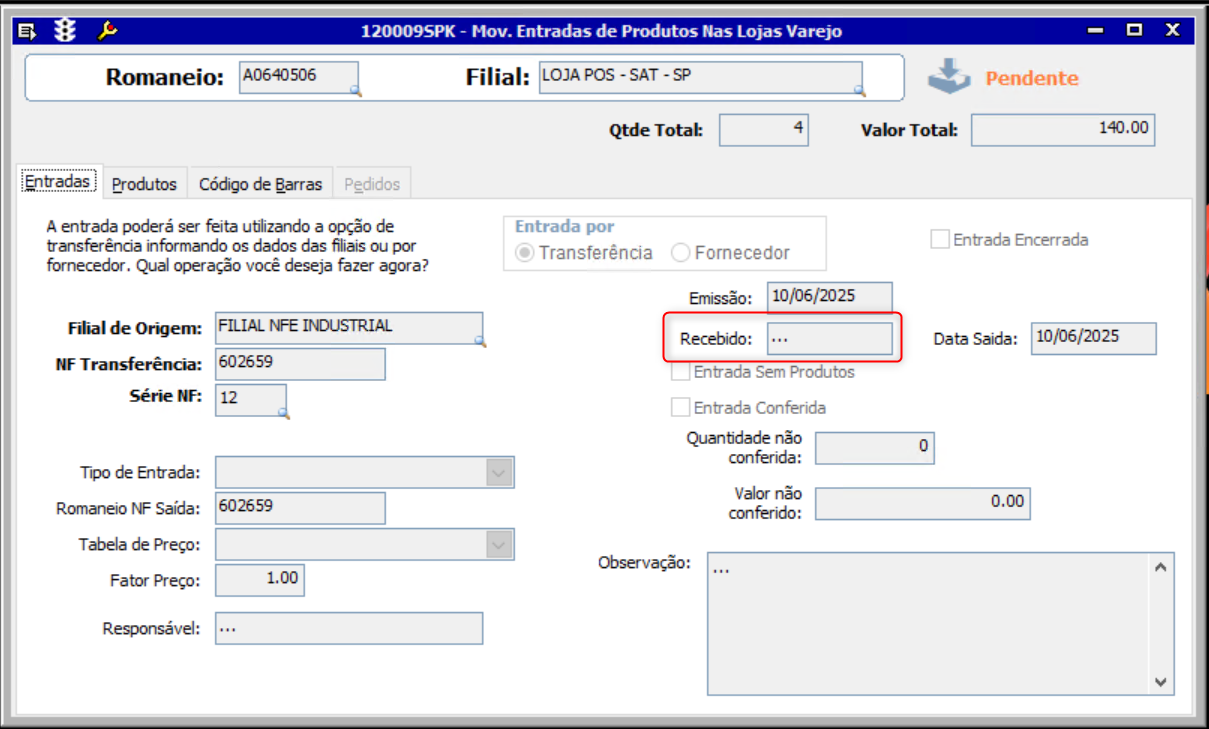 120009SPK - Mov. Entradas de Produtos Nas Lojas Varejo
Romaneio: A0640506 Filial: LOJA POS - SAT - SP Pendente
Qtde Total: 4 Valor Total: 140.00
Entradas Produtos Código de Barras Pedidos
A entrada poderá ser feita utilizando a opção de
transferência informando os dados das filiais ou por
fornecedor. Qual operação você deseja fazer agora?
Entrada por
Transferência Fornecedor
Entrada Encerrada
Emissão: 10/06/2025
Filial de Origem: FILIAL NFE INDUSTRIAL
Recebido: ... Data Saida: 10/06/2025
NF Transferência: 602659
Entrada Sem Produtos
Série NF: 12
Entrada Conferida
Quantidade não
conferida: 0
Tipo de Entrada:
Valor não
conferido: 0.00
Romaneio NF Saída: 602659
Tabela de Preço:
Observação: ...
Fator Preço: 1.00
Responsável: ...